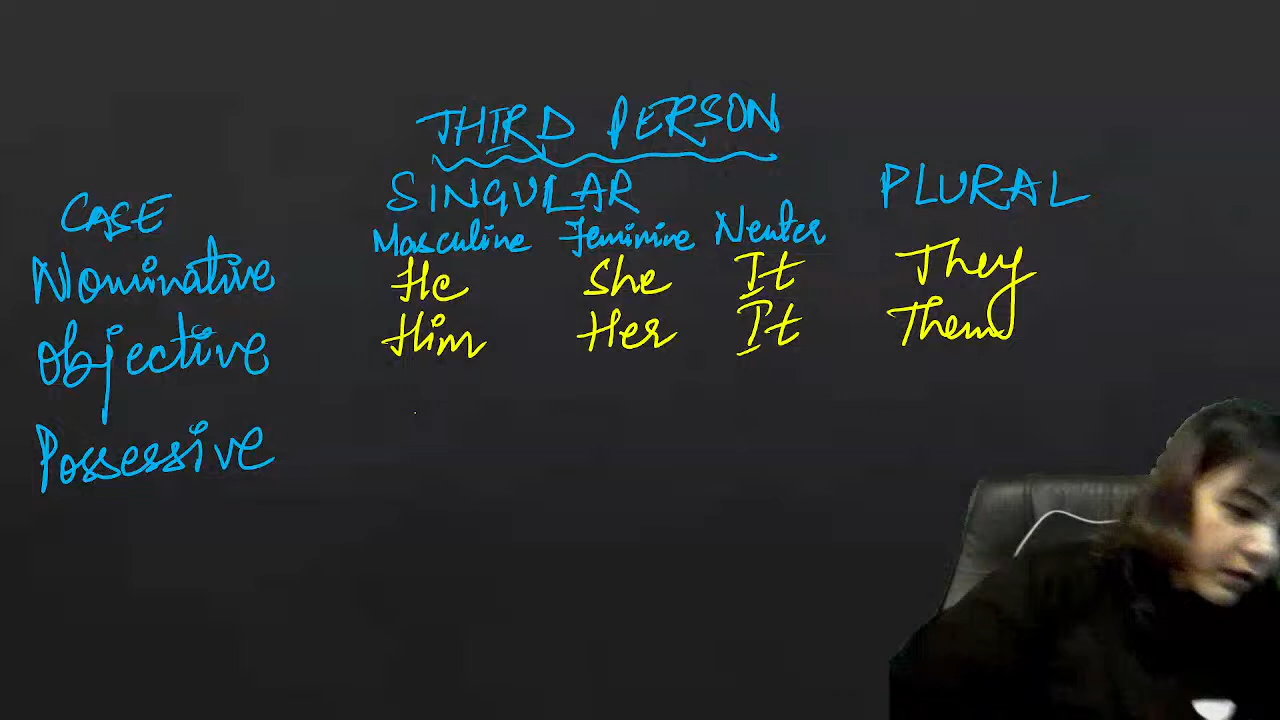 THIRD PERSON
SINGULAR PLURAL
CASE Masculine Feminine Neuter
Nominative He She It They
Objective Him Her It Them
Possessive